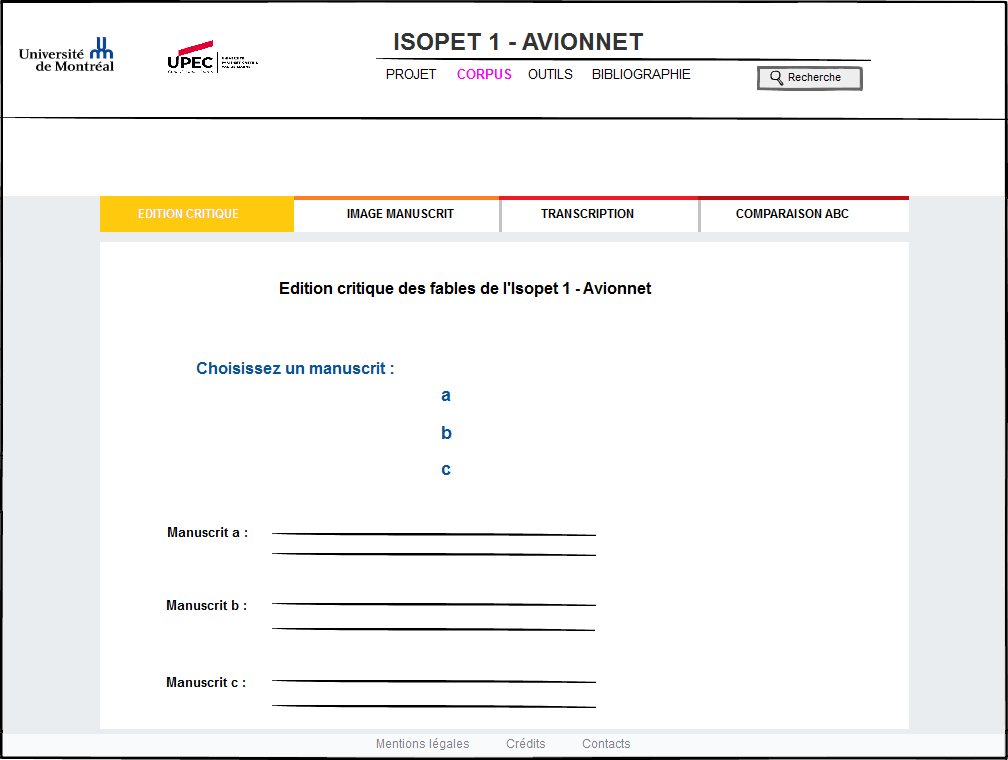 Université
de Montréal
UPEC
ISOPET 1 - AVIONNET
PROJET CORPUS OUTILS BIBLIOGRAPHIE
Recherche
EDITION CRITIQUE IMAGE MANUSCRIT TRANSCRIPTION COMPARAISON ABC
Edition critique des fables de l'Isopet 1 - Avionnet
Choisissez un manuscrit :
a
b
c
Manuscrit a :
Manuscrit b :
Manuscrit c :
Mentions légales Crédits Contacts